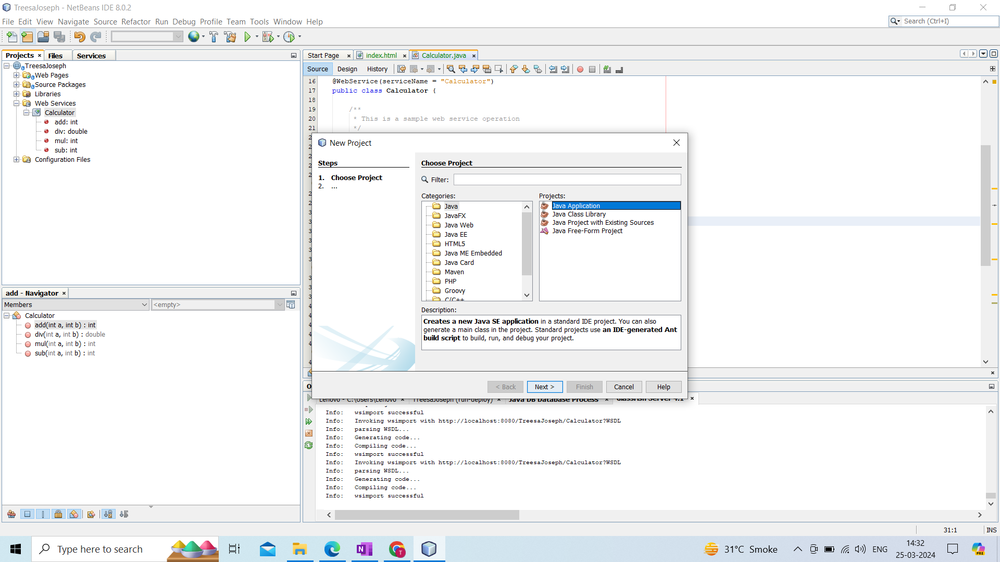 TreesaJoseph - NetBeans IDE 8.0.2
File Edit View Navigate Source Refactor Run Debug Profile Team Tools Window Help
Search (Ctrl+I)
Projects Files Services
TreesaJoseph
Web Pages
Source Packages
Libraries
Web Services
Calculator
add: int
div: double
mul: int
sub: int
Configuration Files
add - Navigator
Members
<empty>
Calculator
add(int a, int b) : int
div(int a, int b) : double
mul(int a, int b) : int
sub(int a, int b) : int
Start Page index.html Calculator.java
Source Design History
16 @WebService(serviceName = "Calculator")
17 public class Calculator {
18
19 /**
20 * This is a sample web service operation
21 */
New Project
Steps
1. Choose Project
2. ...
Choose Project
Filter:
Categories:
Java
JavaFX
Java Web
Java EE
HTML5
Java ME Embedded
Java Card
Maven
PHP
Groovy
C/C++
Projects:
Java Application
Java Class Library
Java Project with Existing Sources
Java Free-Form Project
Description:
Creates a new Java SE application in a standard IDE project. You can also
generate a main class in the project. Standard projects use an IDE-generated Ant
build script to build, run, and debug your project.
< Back Next > Finish Cancel Help
Lenovo - C:\Users\Lenovo TreesaJoseph (run-deploy) Java DB Database Process GlassFish Server 4.1
Info: wsimport successful
Info: Invoking wsimport with http://localhost:8080/TreesaJoseph/Calculator?WSDL
Info: parsing WSDL...
Info: Generating code...
Info: Compiling code...
Info: wsimport successful
Info: Invoking wsimport with http://localhost:8080/TreesaJoseph/Calculator?WSDL
Info: parsing WSDL...
Info: Generating code...
Info: Compiling code...
Info: wsimport successful
31:1 INS
Type here to search
31°C Smoke
ENG
14:32
25-03-2024
PRE